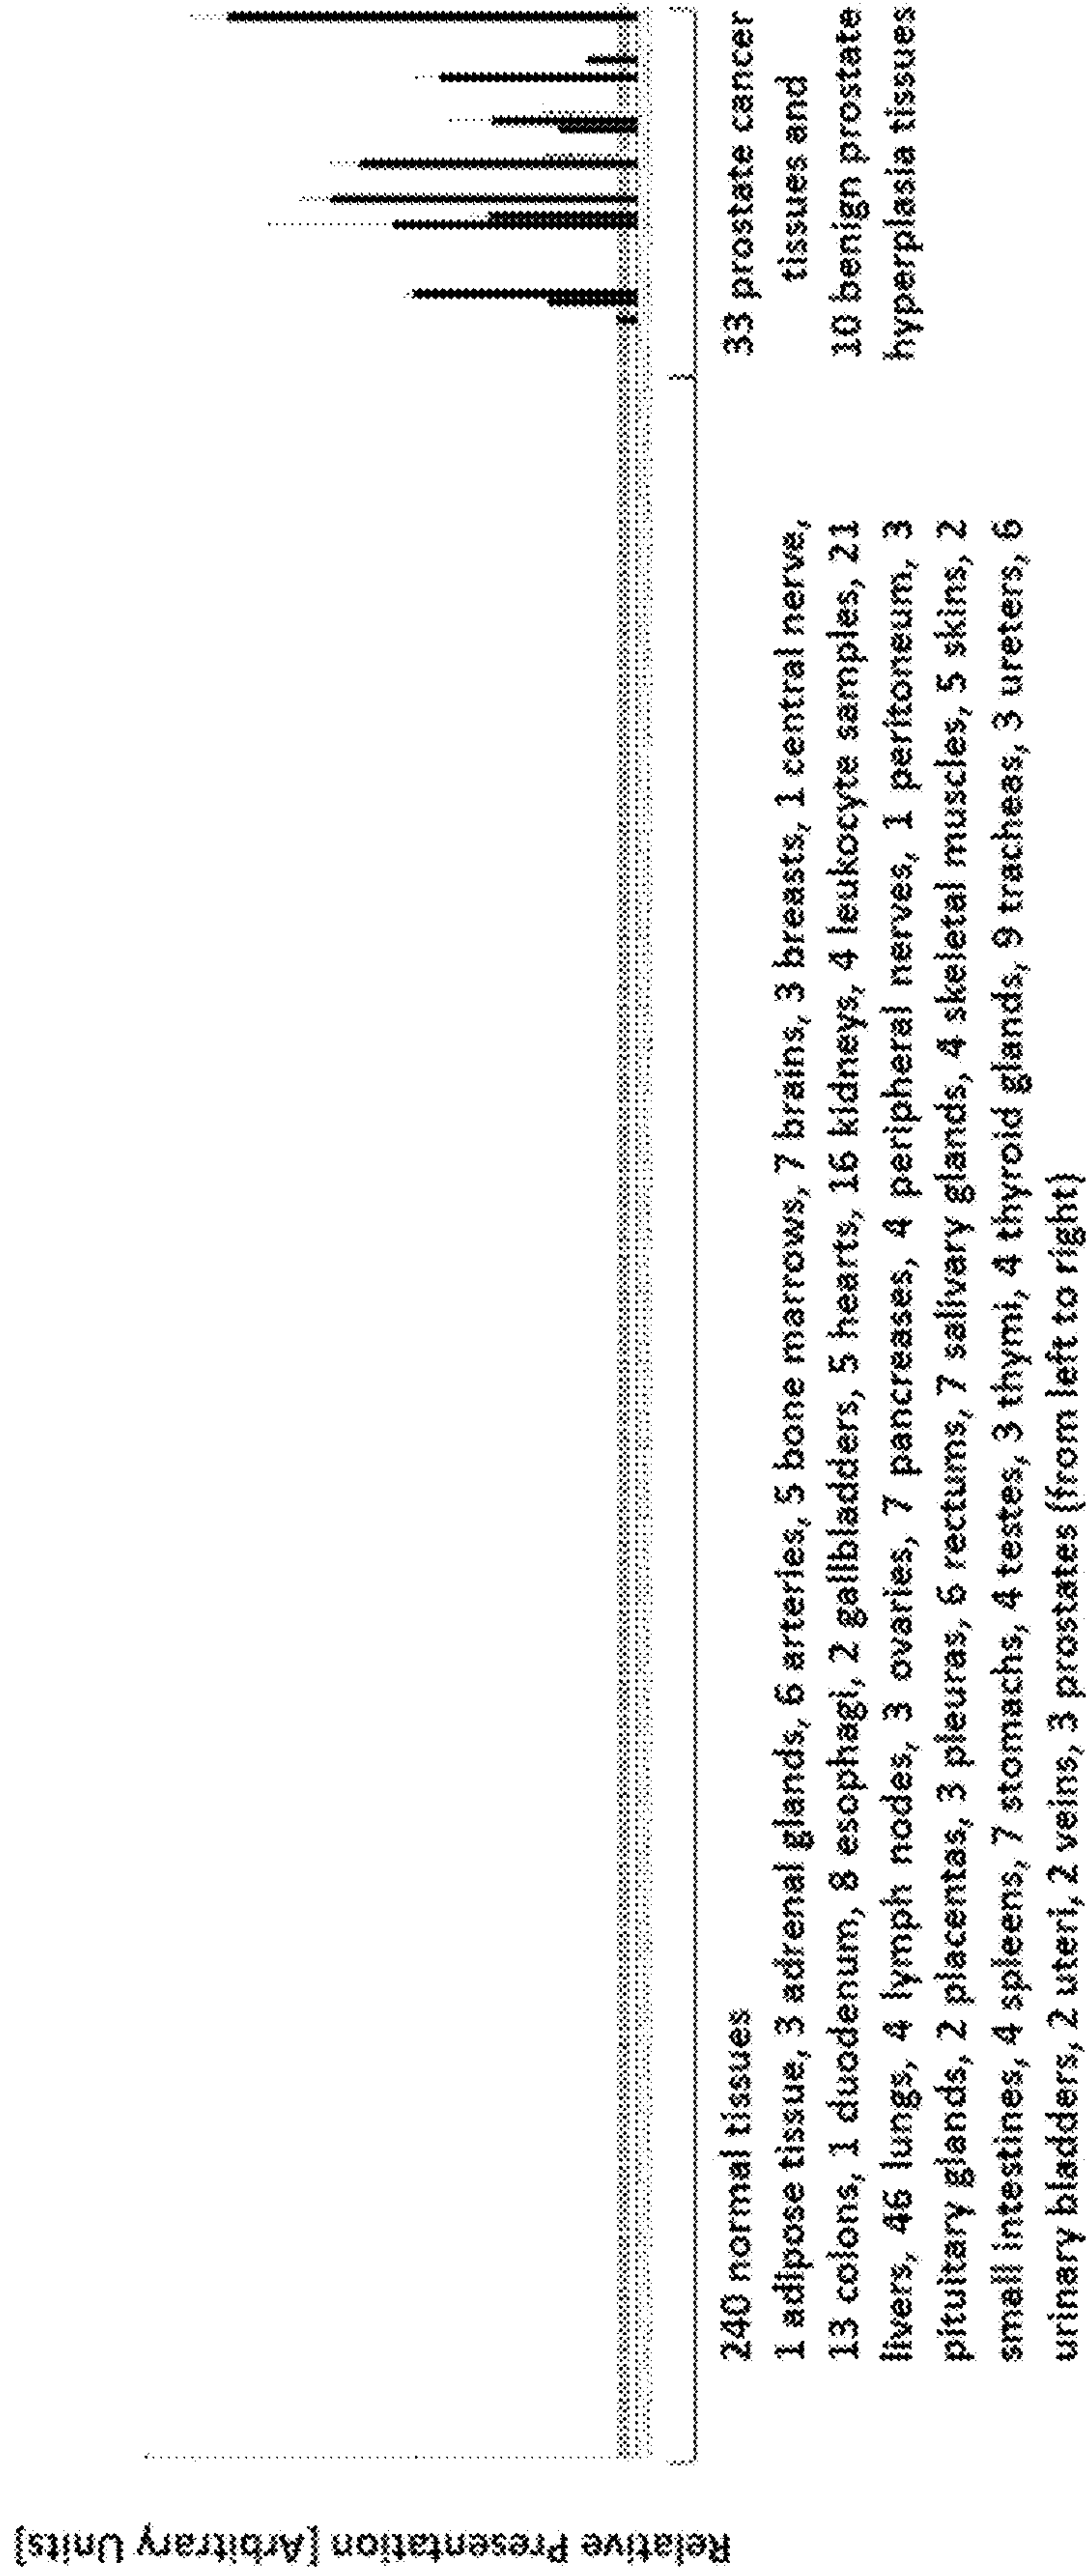 Relative Presentation [Arbitrary Units]
240 normal tissues
1 adipose tissue, 3 adrenal glands, 6 arteries, 5 bone marrows, 7 brains, 3 breasts, 1 central nerve,
13 colons, 1 duodenum, 8 esophagi, 2 gallbladders, 5 hearts, 16 kidneys, 4 leukocyte samples, 21
livers, 46 lungs, 4 lymph nodes, 3 ovaries, 7 pancreases, 4 peripheral nerves, 1 peritoneum, 3
pituitary glands, 2 placentas, 3 pleuras, 6 rectums, 7 salivary glands, 4 skeletal muscles, 5 skins, 2
small intestines, 4 spleens, 7 stomachs, 4 testes, 3 thymi, 4 thyroid glands, 9 tracheas, 3 ureters, 6
urinary bladders, 2 uteri, 2 veins, 3 prostates (from left to right)
33 prostate cancer
tissues and
10 benign prostate
hyperplasia tissues